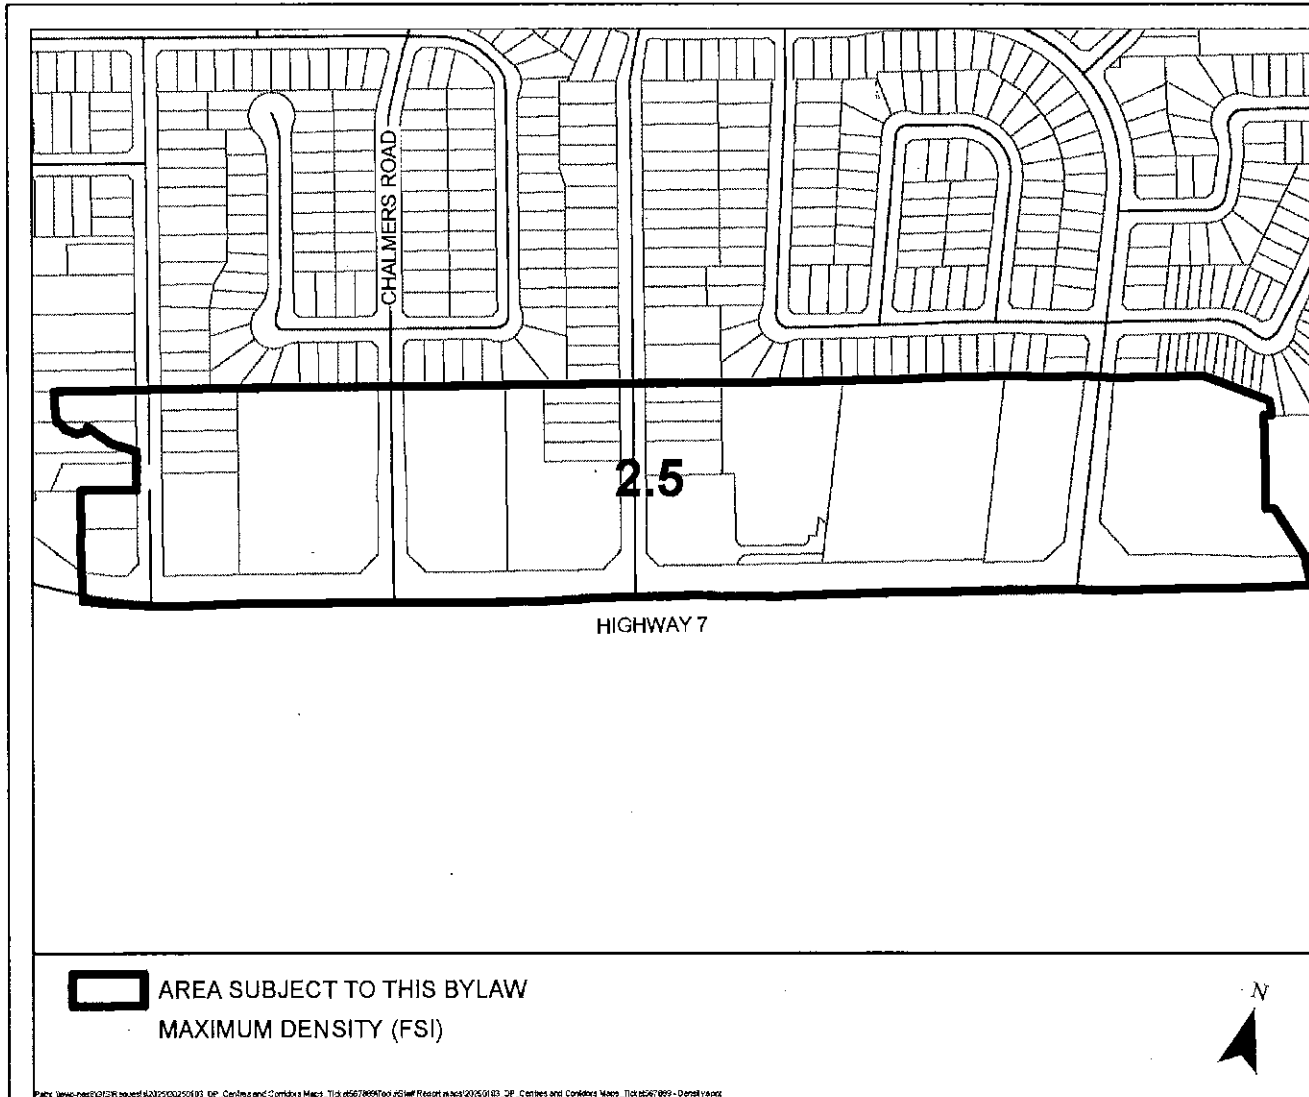 CHALMERS ROAD
2.5
HIGHWAY 7
AREA SUBJECT TO THIS BYLAW
MAXIMUM DENSITY (FSI)
N